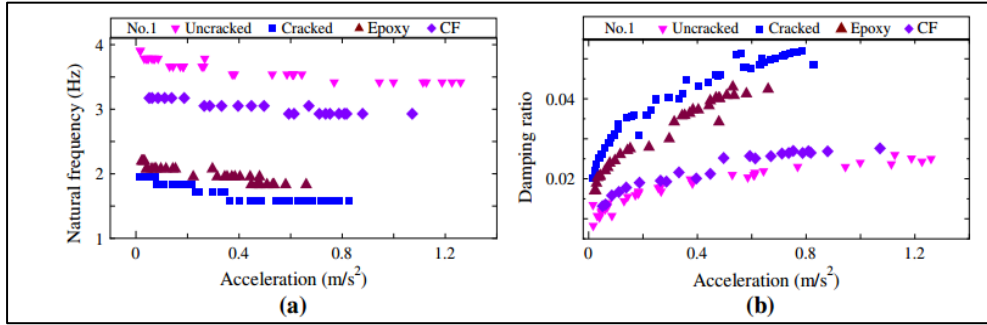 No.1 Uncracked Cracked Epoxy CF
4
3
2
1
Natural frequency (Hz)
0 0.4 0.8 1.2
Acceleration (m/s²)
(a)
No.1 Uncracked Cracked Epoxy CF
0.04
0.02
Damping ratio
0 0.4 0.8 1.2
Acceleration (m/s²)
(b)